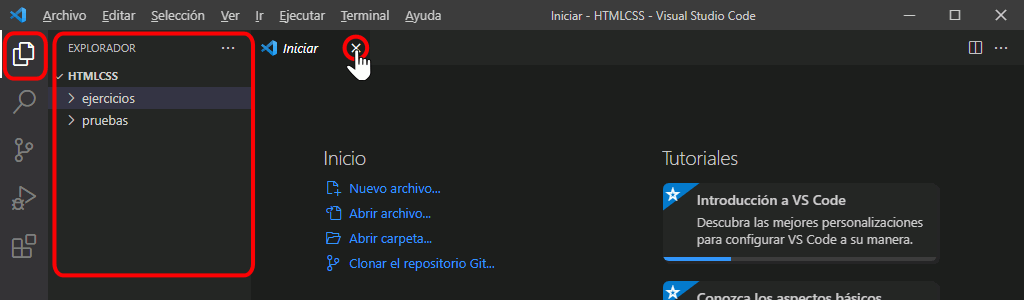 Archivo Editar Selección Ver Ir Ejecutar Terminal Ayuda Iniciar - HTMLCSS - Visual Studio Code
EXPLORADOR
HTMLCSS
ejercicios
pruebas
Iniciar
Inicio
Nuevo archivo...
Abrir archivo...
Abrir carpeta...
Clonar el repositorio Git...
Tutoriales
Introducción a VS Code
Descubra las mejores personalizaciones
para configurar VS Code a su manera.
Conozca los aspectos básicos